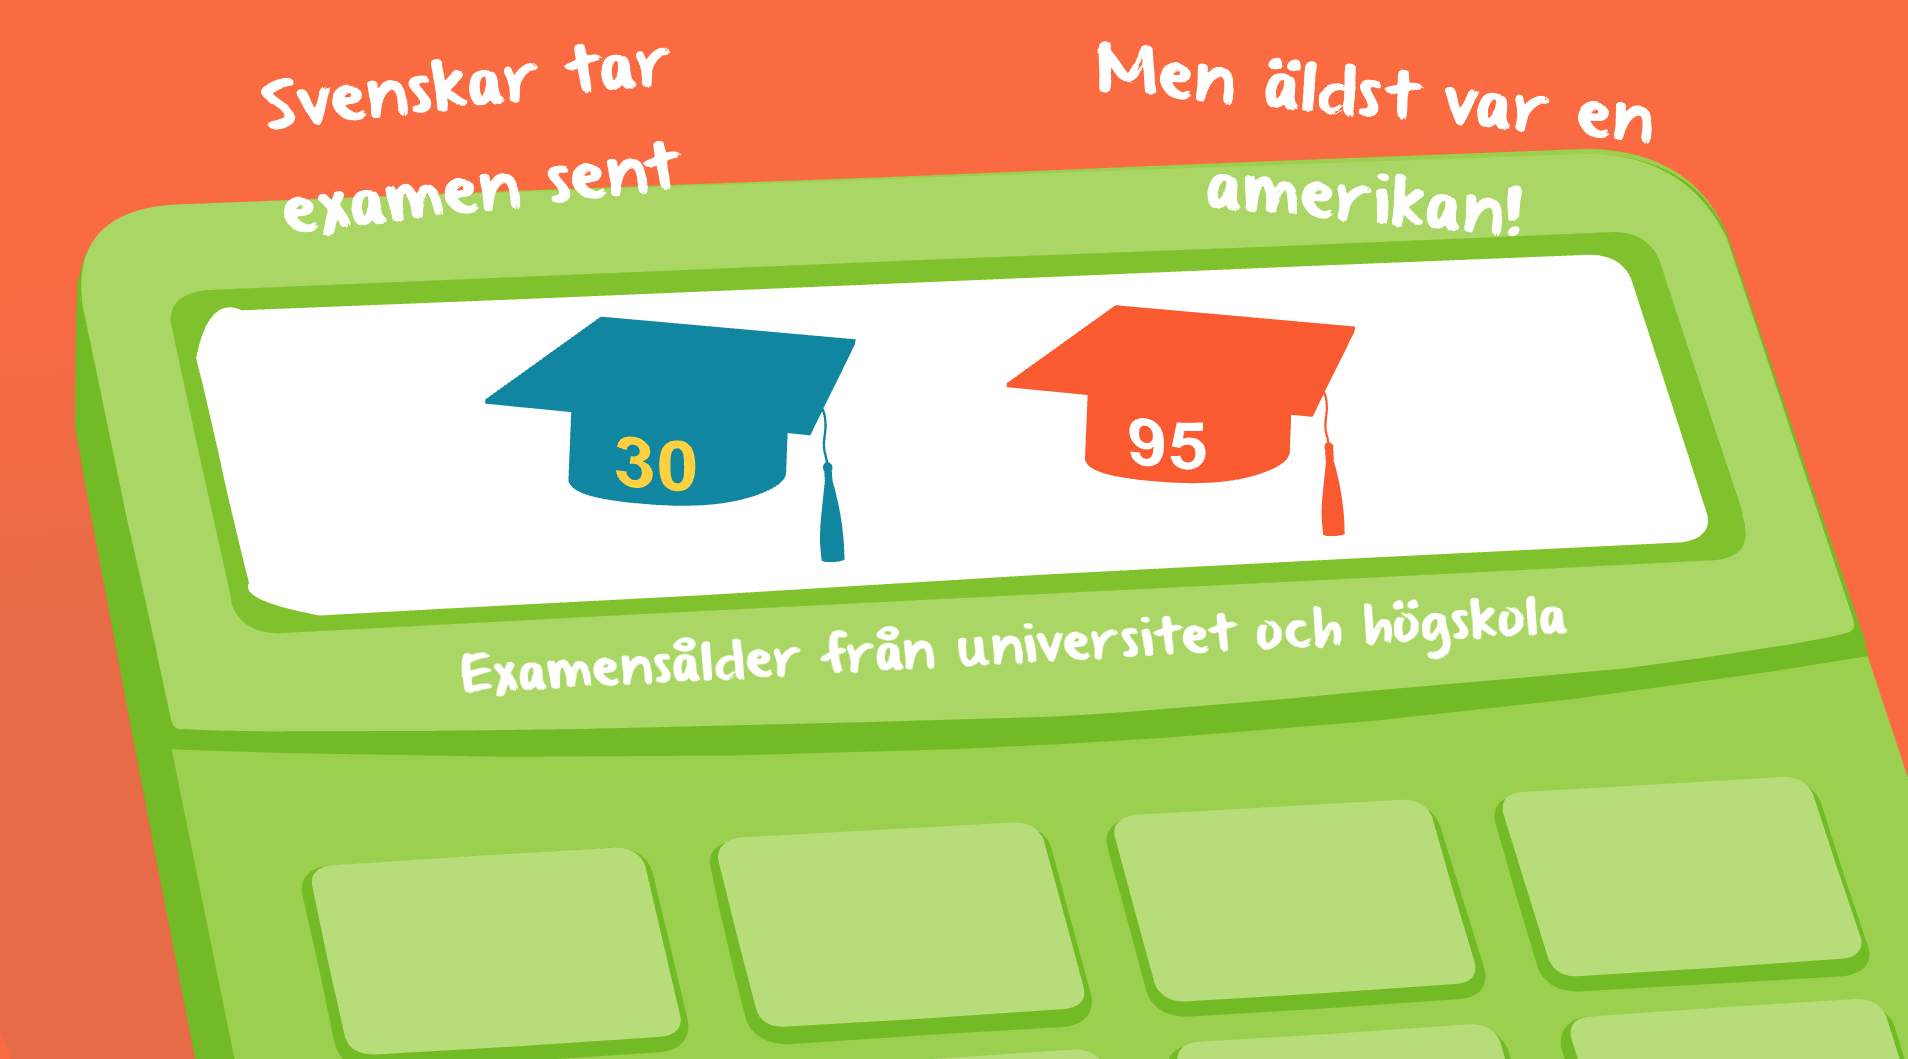 Svenskar tar
examen sent
Men äldst var en
amerikan!
30
95
Examensålder från universitet och högskola